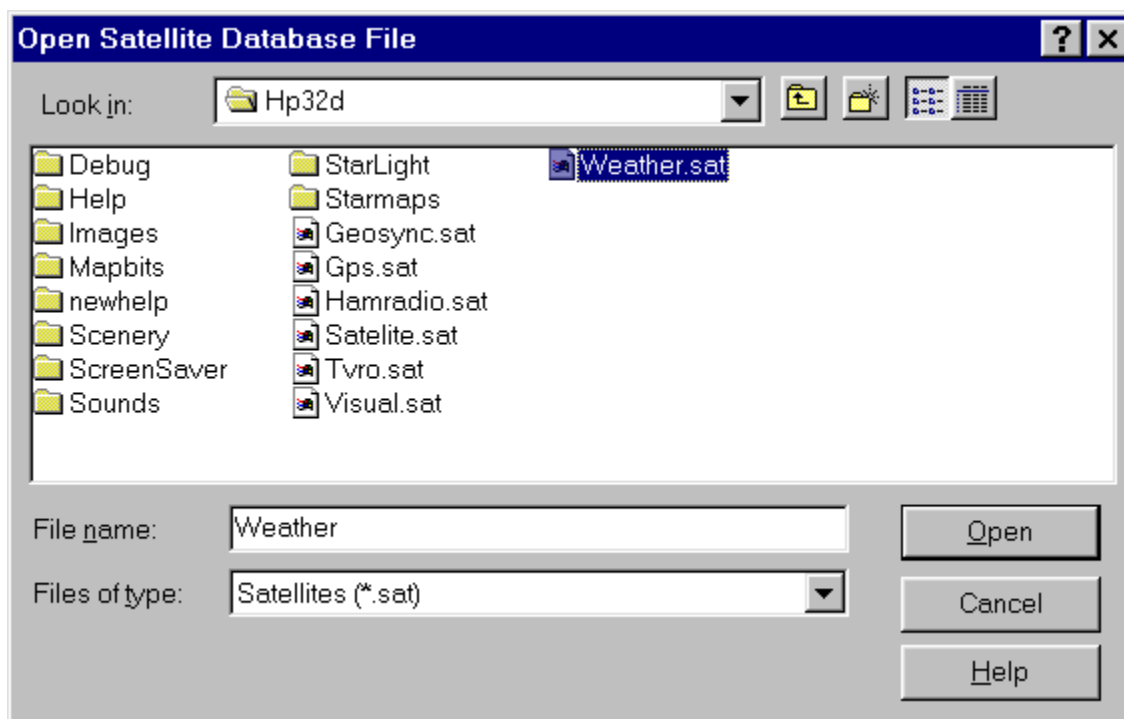 Open Satellite Database File
Look in: Hp32d
Debug StarLight Weather.sat
Help Starmaps
Images Geosync.sat
Mapbits Gps.sat
newhelp Hamradio.sat
Scenery Satelite.sat
ScreenSaver Tvro.sat
Sounds Visual.sat
File name: Weather Open
Files of type: Satellites (*.sat) Cancel
Help